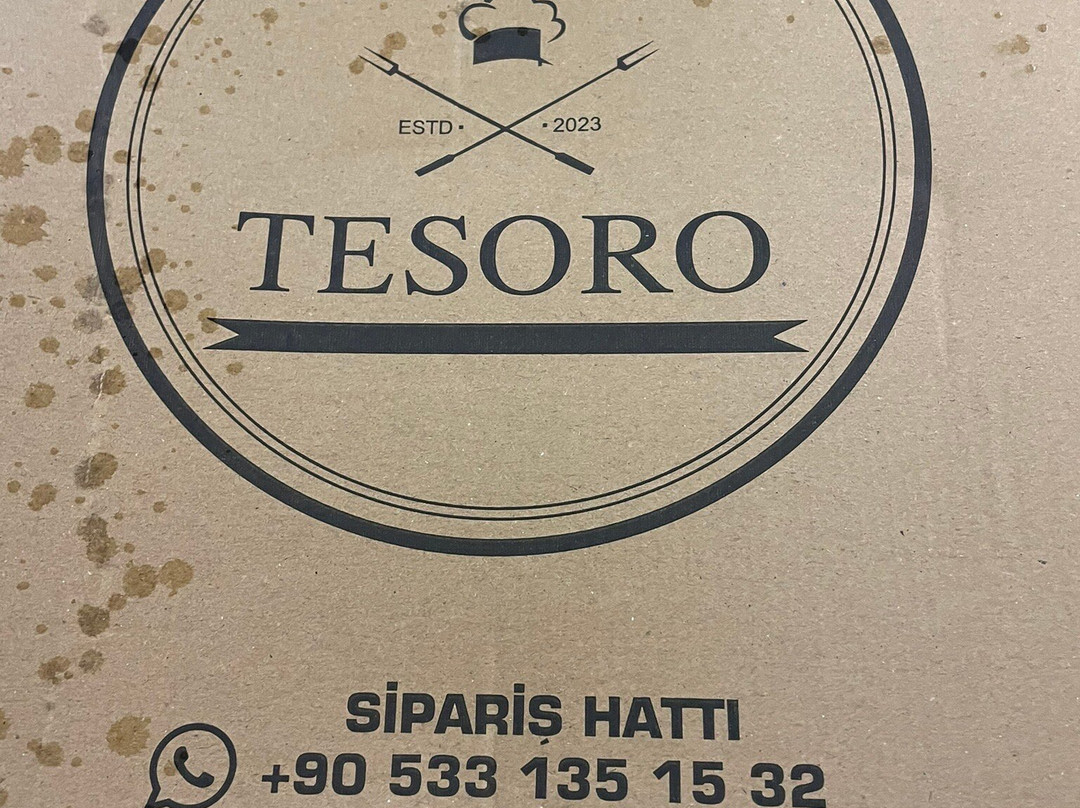 ESTD · · 2023
TESORO
SİPARİŞ HATTI
+90 533 135 15 32